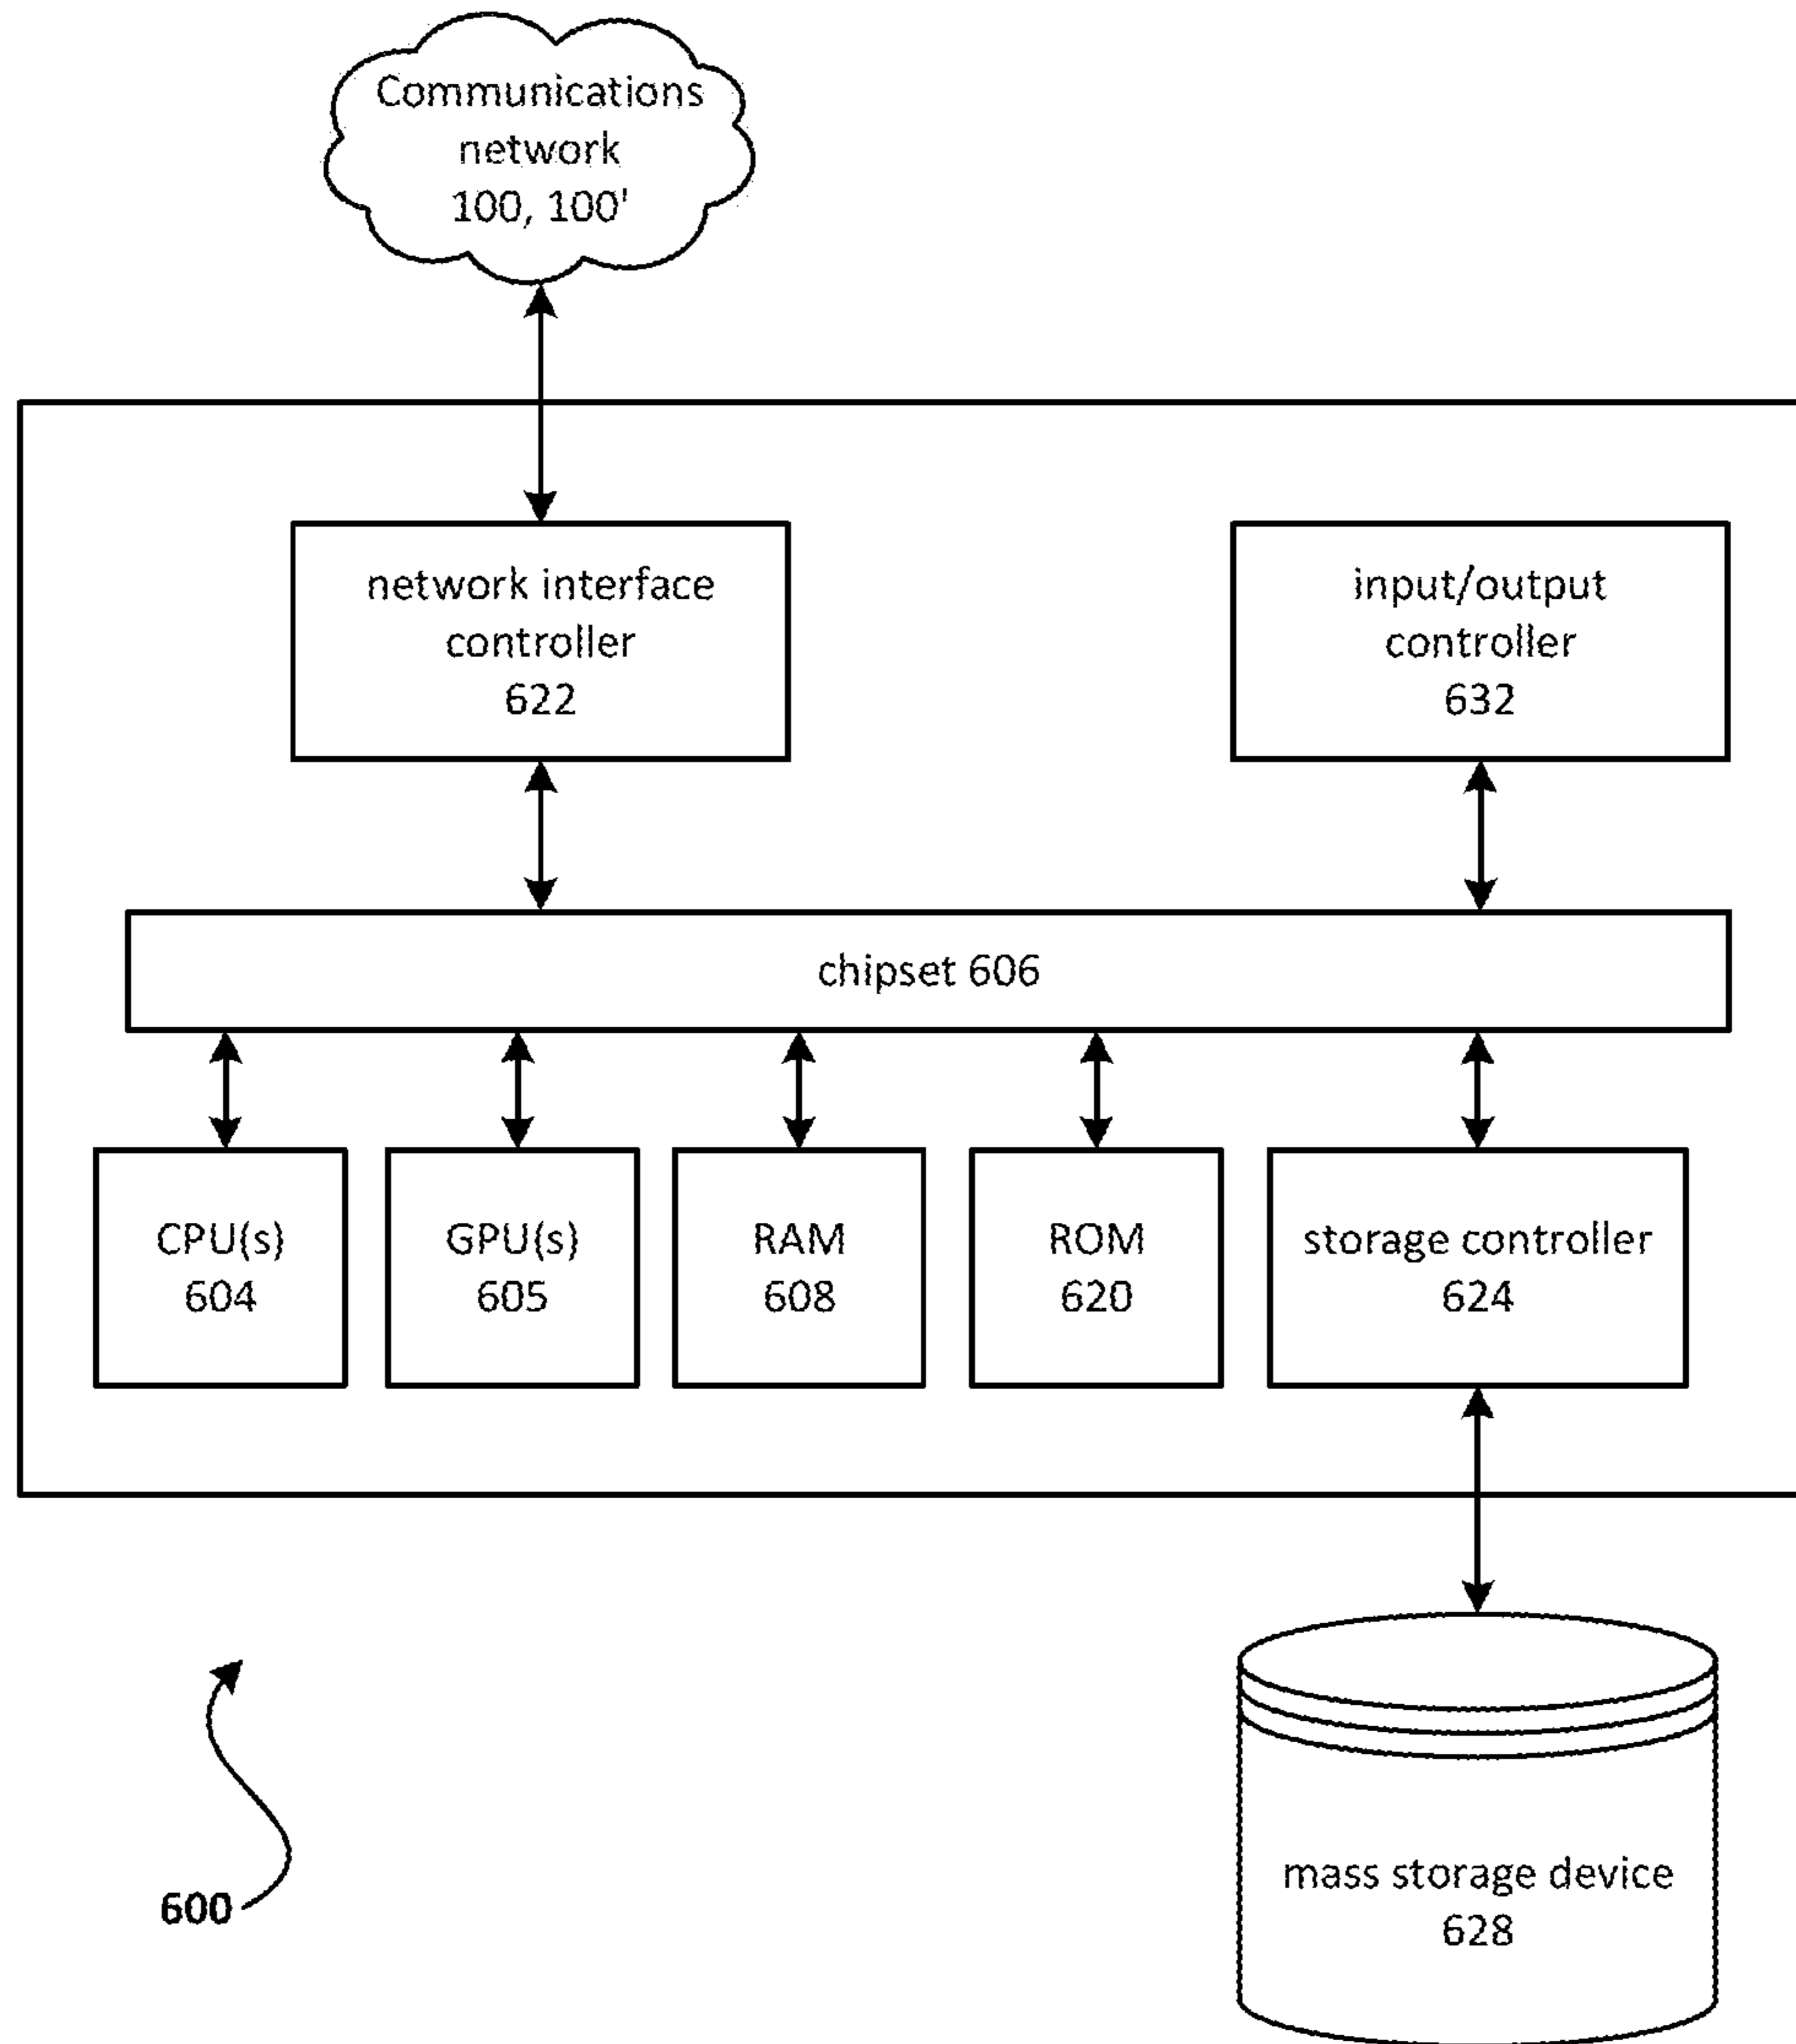 Communications
network
100, 100'
network interface
controller
622
input/output
controller
632
chipset 606
CPU(s)
604
GPU(s)
605
RAM
608
ROM
620
storage controller
624
mass storage device
628
600